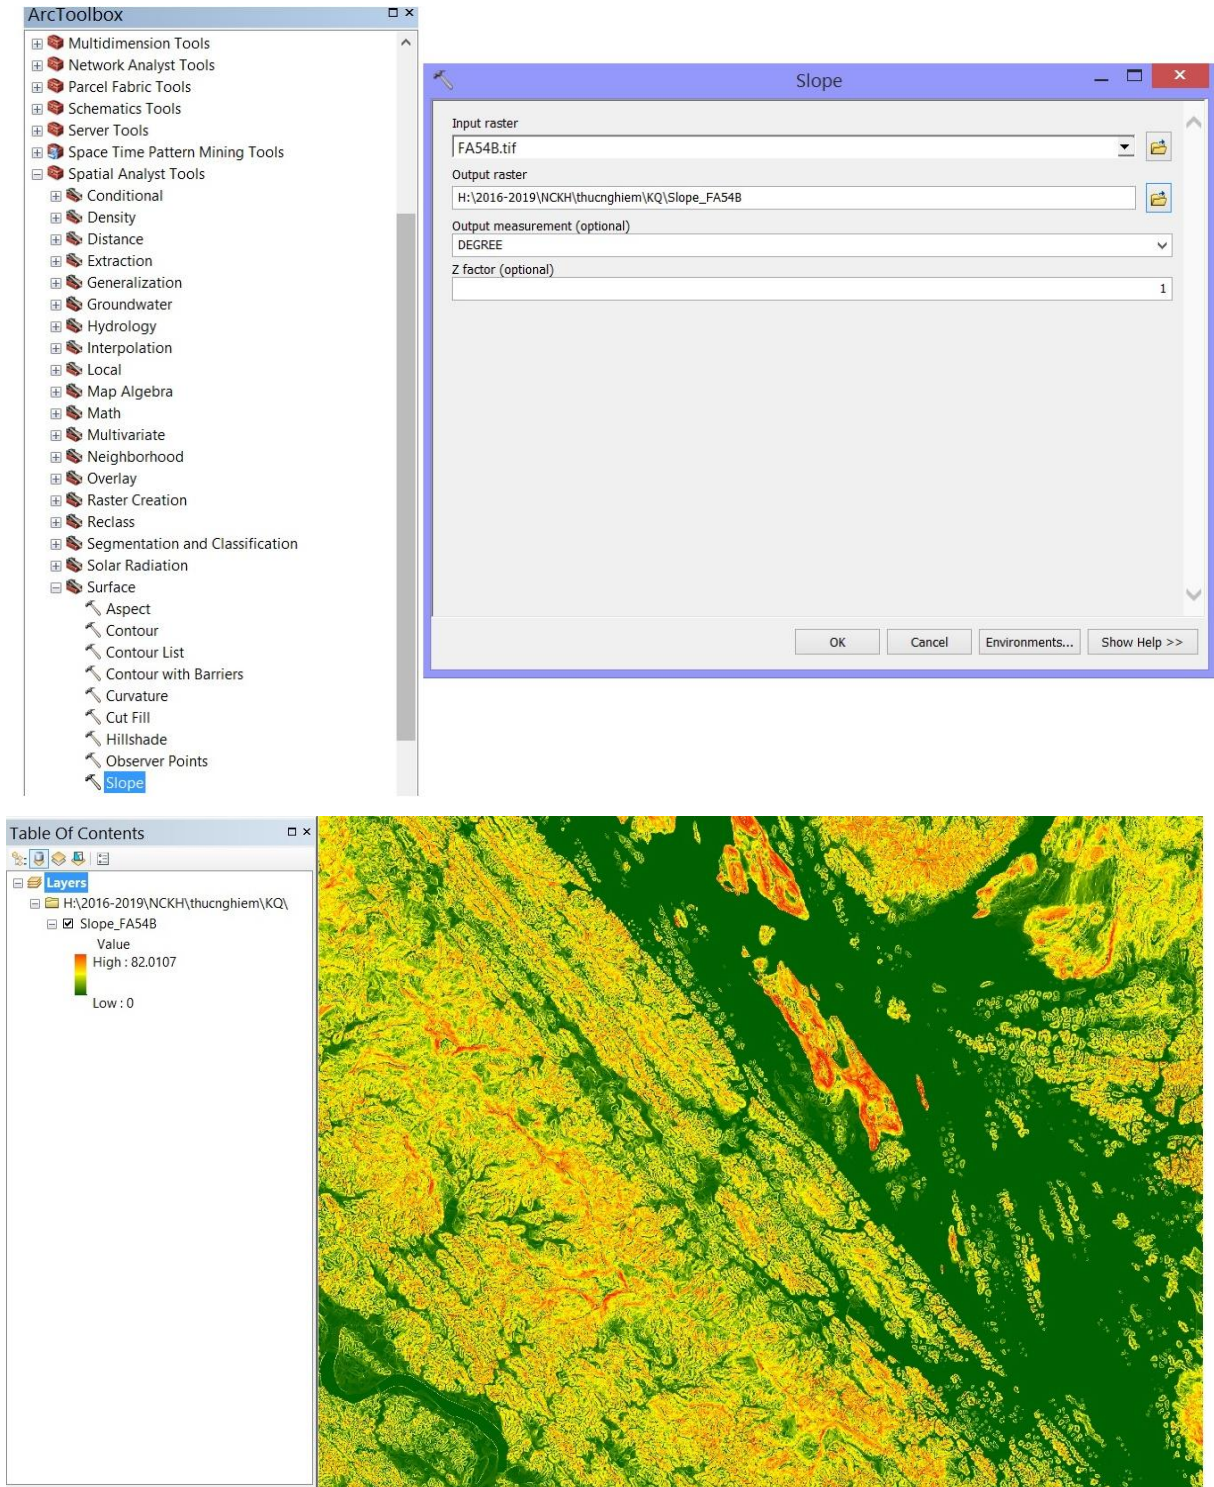 ArcToolbox
Multidimension Tools
Network Analyst Tools
Parcel Fabric Tools
Schematics Tools
Server Tools
Space Time Pattern Mining Tools
Spatial Analyst Tools
Conditional
Density
Distance
Extraction
Generalization
Groundwater
Hydrology
Interpolation
Local
Map Algebra
Math
Multivariate
Neighborhood
Overlay
Raster Creation
Reclass
Segmentation and Classification
Solar Radiation
Surface
Aspect
Contour
Contour List
Contour with Barriers
Curvature
Cut Fill
Hillshade
Observer Points
Slope
Slope
Input raster
FA54B.tif
Output raster
H:\2016-2019\NCKH\thucnghiem\KQ\Slope_FA54B
Output measurement (optional)
DEGREE
Z factor (optional)
1
OK Cancel Environments... Show Help >>
Table Of Contents
Layers
H:\2016-2019\NCKH\thucnghiem\KQ\
Slope_FA54B
Value
High : 82.0107
Low : 0